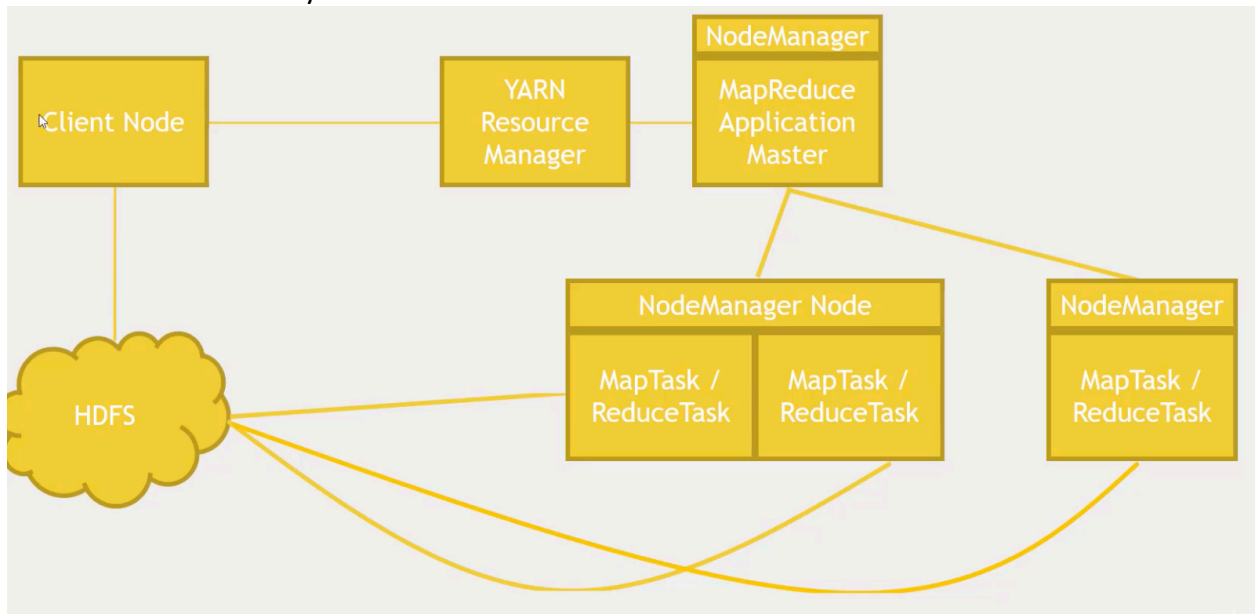 NodeManager
Client Node
YARN
Resource
Manager
MapReduce
Application
Master
NodeManager Node
NodeManager
HDFS
MapTask /
ReduceTask
MapTask /
ReduceTask
MapTask /
ReduceTask